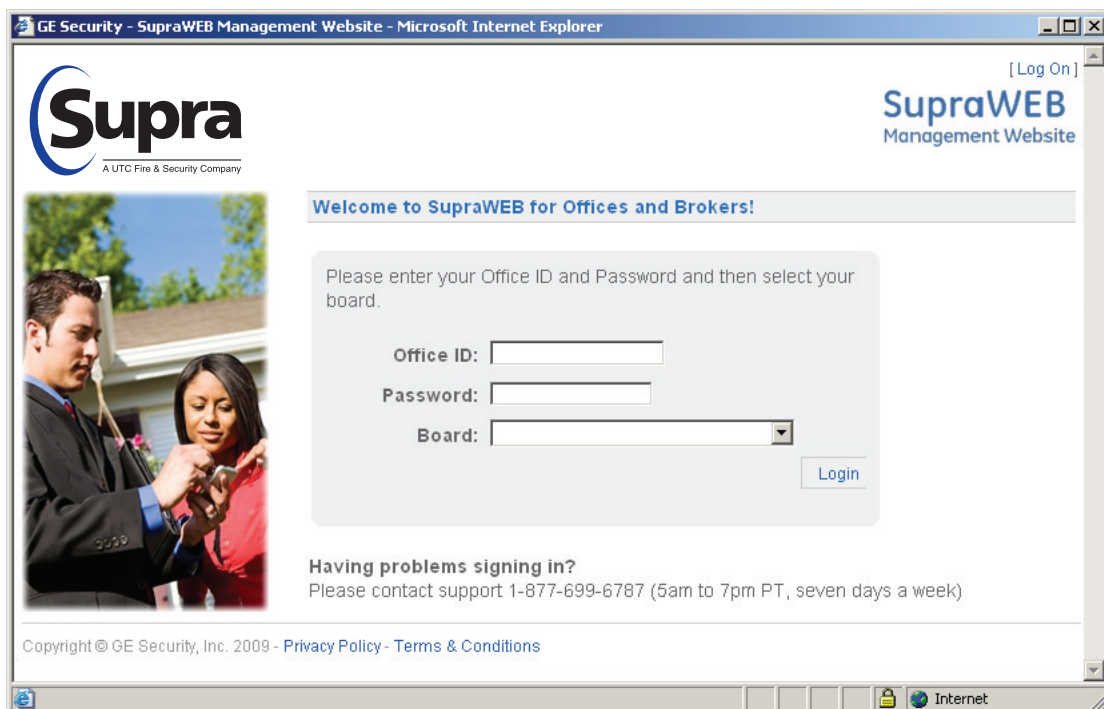 GE Security - SupraWEB Management Website - Microsoft Internet Explorer
[ Log On ]
Supra
A UTC Fire & Security Company
SupraWEB
Management Website
Welcome to SupraWEB for Offices and Brokers!
Please enter your Office ID and Password and then select your
board.
Office ID:
Password:
Board:
Login
Having problems signing in?
Please contact support 1-877-699-6787 (5am to 7pm PT, seven days a week)
Copyright © GE Security, Inc. 2009 - Privacy Policy - Terms & Conditions
Internet